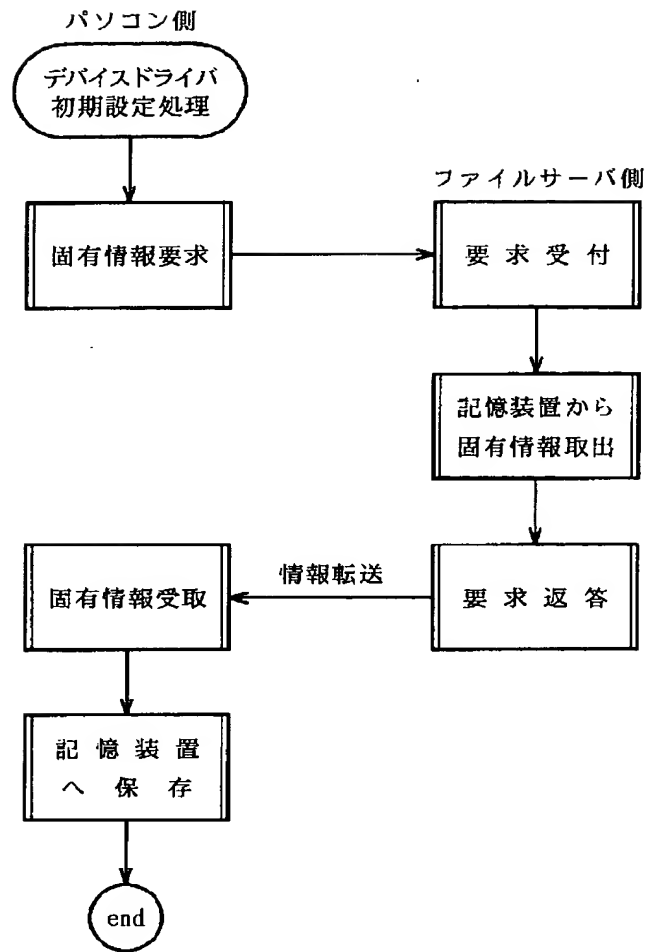 パソコン側
デバイスドライバ
初期設定処理
ファイルサーバ側
固有情報要求
要求受付
記憶装置から
固有情報取出
情報転送
固有情報受取
要求返答
記憶装置
へ保存
end